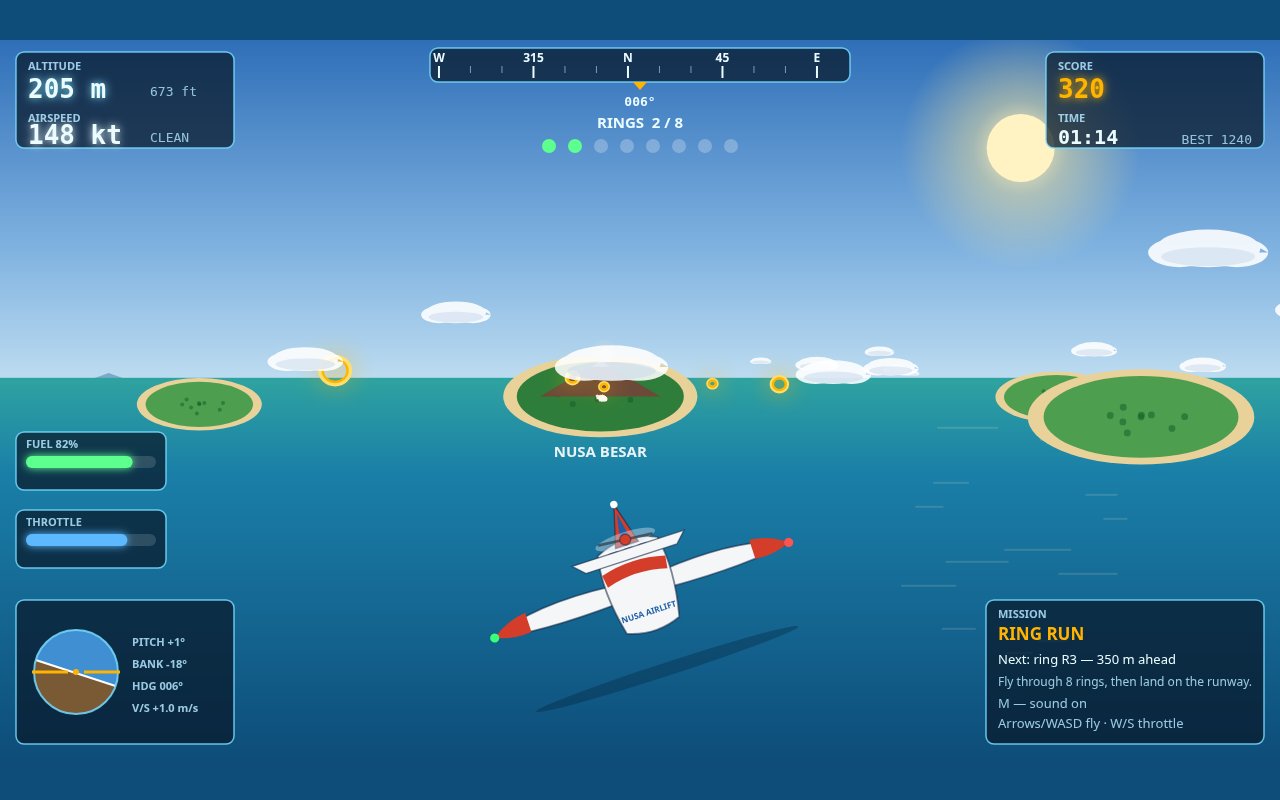 ALTITUDE
205 m 673 ft
AIRSPEED
148 kt CLEAN
W 315 N 45 E
006°
RINGS 2 / 8
SCORE
320
TIME
01:14 BEST 1240
NUSA BESAR
FUEL 82%
THROTTLE
NUSA AIRLIFT
PITCH +1°
BANK -18°
HDG 006°
V/S +1.0 m/s
MISSION
RING RUN
Next: ring R3 — 350 m ahead
Fly through 8 rings, then land on the runway.
M — sound on
Arrows/WASD fly · W/S throttle